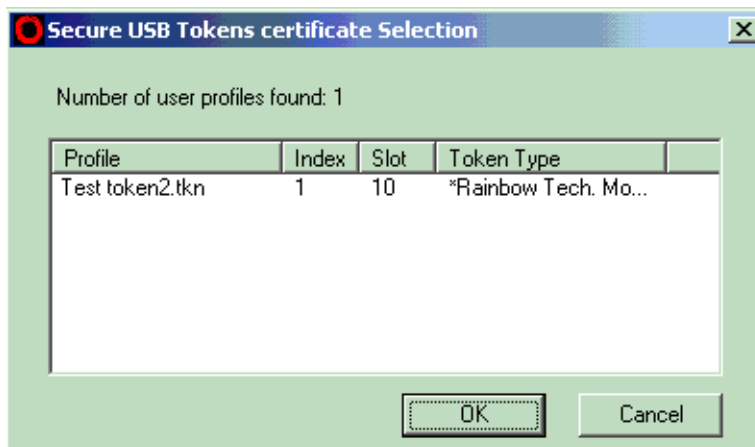 Secure USB Tokens certificate Selection
Number of user profiles found: 1
Profile Index Slot Token Type
Test token2.tkn 1 10 *Rainbow Tech. Mo...
OK Cancel